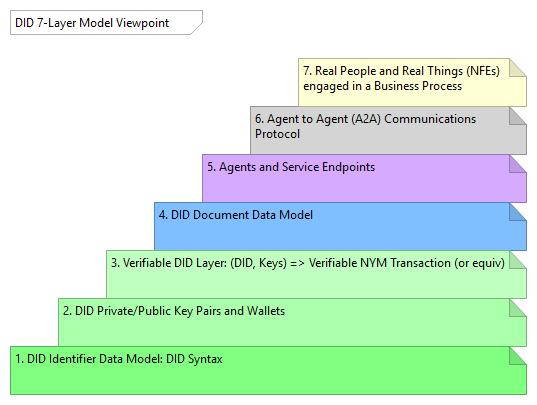 DID 7-Layer Model Viewpoint
7. Real People and Real Things (NFEs)
engaged in a Business Process
6. Agent to Agent (A2A) Communications
Protocol
5. Agents and Service Endpoints
4. DID Document Data Model
3. Verifiable DID Layer: (DID, Keys) => Verifiable NYM Transaction (or equiv)
2. DID Private/Public Key Pairs and Wallets
1. DID Identifier Data Model: DID Syntax